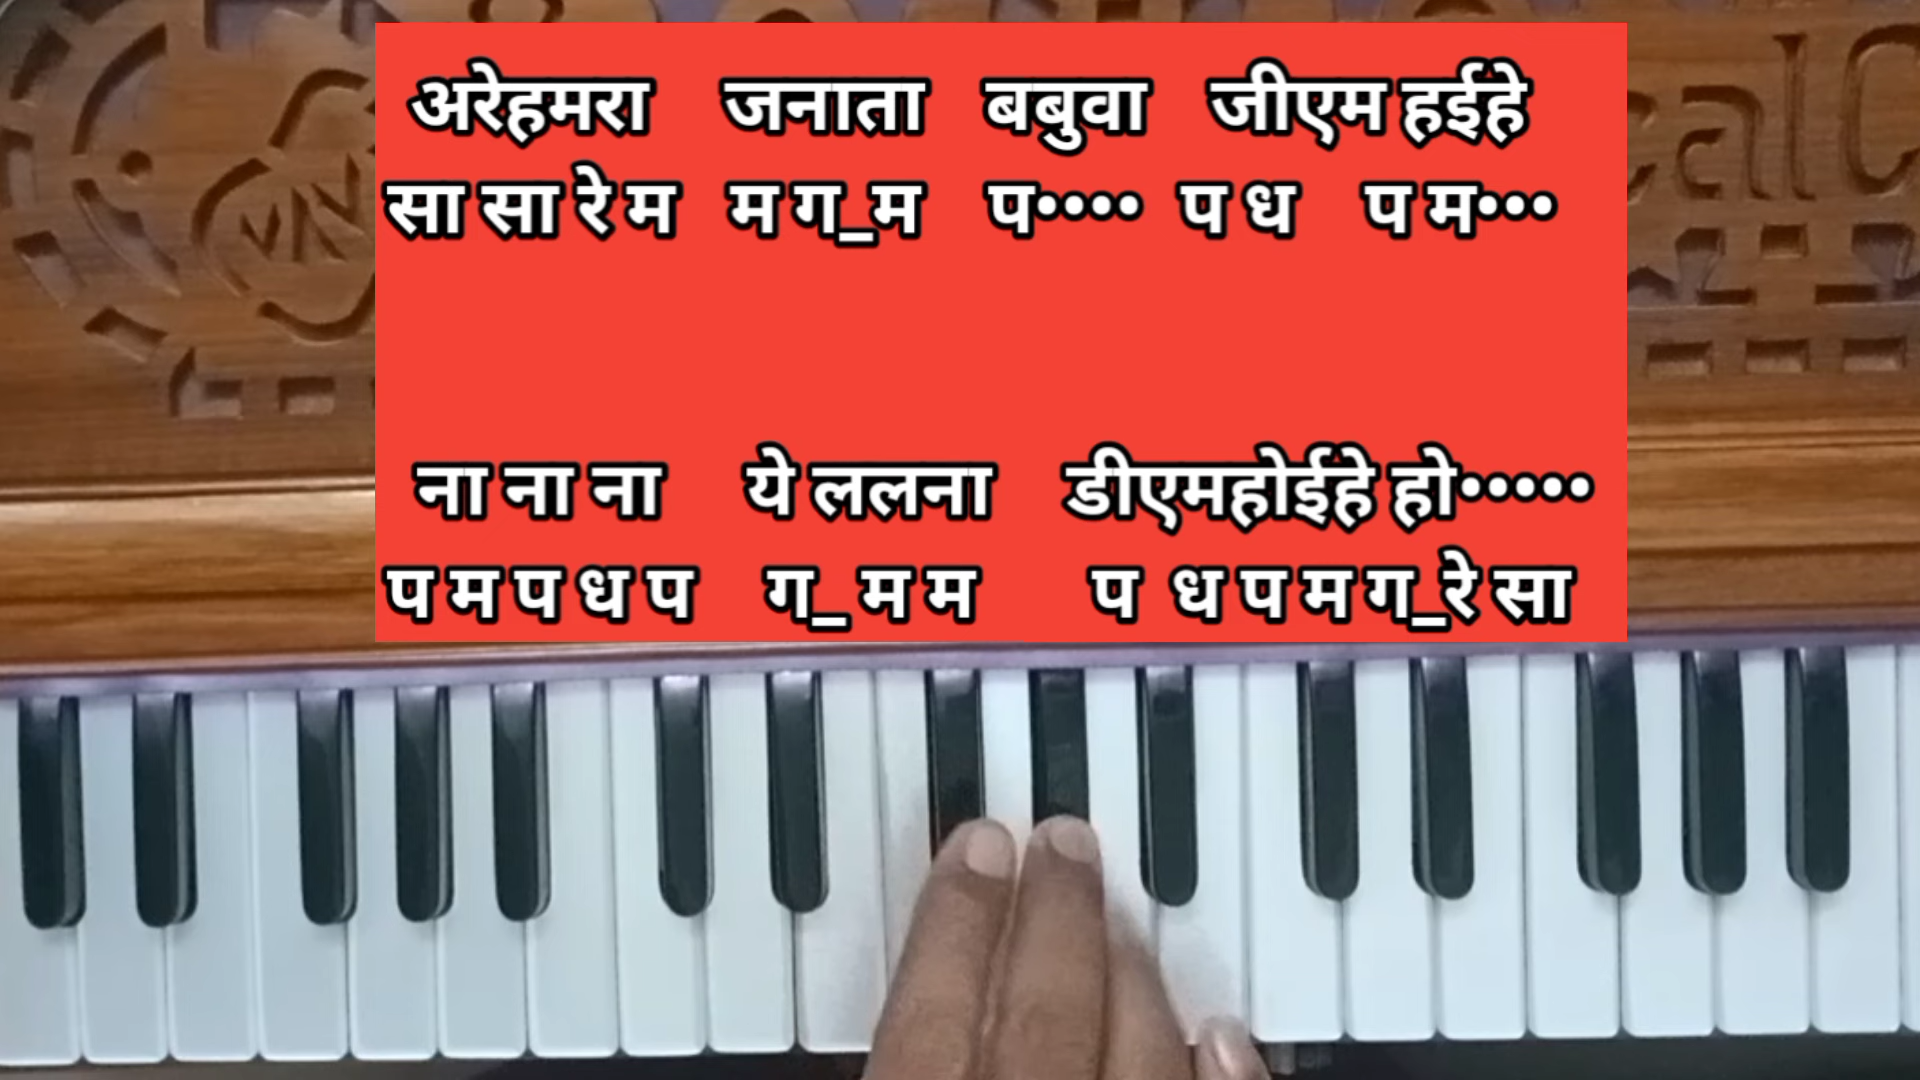 अरेहमरा जनाता बबुवा जीएम हईहे
सा सा रे म म ग_म प•••• प ध प म•••
ना ना ना ये ललना डीएमहोईहे हो•••••
प म प ध प ग_ म म प ध प म ग_रे सा